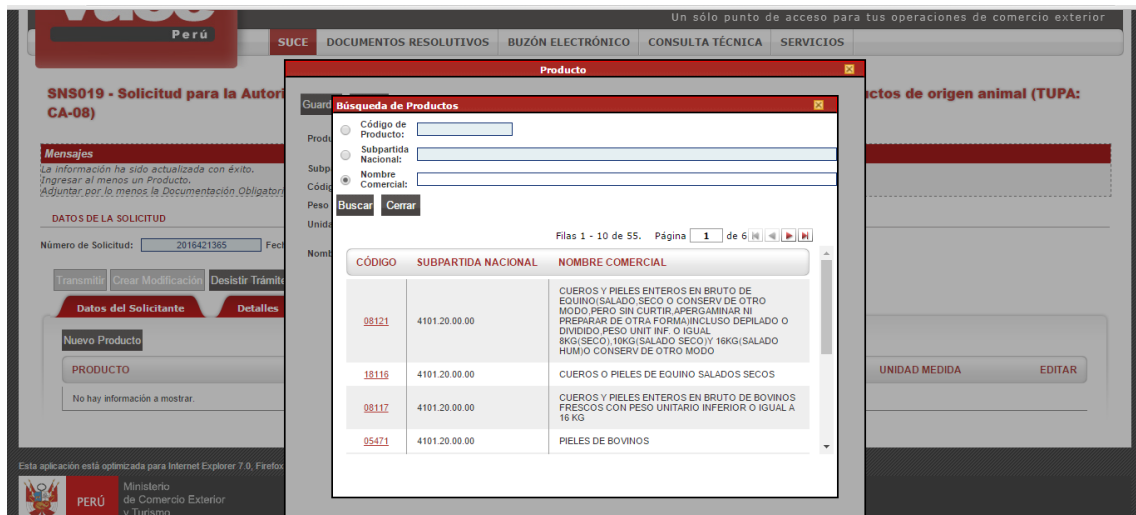 Un sólo punto de acceso para tus operaciones de comercio exterior
Perú
SUCE DOCUMENTOS RESOLUTIVOS BUZÓN ELECTRÓNICO CONSULTA TÉCNICA SERVICIOS
Producto
SNS019 - Solicitud para la Autori
ctos de origen animal (TUPA:
CA-08)
Mensajes
La información ha sido actualizada con éxito.
Ingresar al menos un Producto.
Adjuntar por lo menos la Documentación Obligatori
DATOS DE LA SOLICITUD
Número de Solicitud: 2016421365 Fech
Transmitir Crear Modificación Desistir Trámite
Datos del Solicitante Detalles
Nuevo Producto
PRODUCTO UNIDAD MEDIDA EDITAR
No hay información a mostrar.
Guard
Produ
Subpa
Códig
Peso
Unida
Nomb
Búsqueda de Productos
Código de
Producto:
Subpartida
Nacional:
Nombre
Comercial:
Buscar Cerrar
Filas 1 - 10 de 55. Página 1 de 6
CÓDIGO SUBPARTIDA NACIONAL NOMBRE COMERCIAL
08121 4101.20.00.00
CUEROS Y PIELES ENTEROS EN BRUTO DE
EQUINO(SALADO,SECO O CONSERV DE OTRO
MODO,PERO SIN CURTIR,APERGAMINAR NI
PREPARAR DE OTRA FORMA)INCLUSO DEPILADO O
DIVIDIDO,PESO UNIT INF. O IGUAL
8KG(SECO),10KG(SALADO SECO)Y 16KG(SALADO
HUM)O CONSERV DE OTRO MODO
18116 4101.20.00.00 CUEROS O PIELES DE EQUINO SALADOS SECOS
08117 4101.20.00.00
CUEROS Y PIELES ENTEROS EN BRUTO DE BOVINOS
FRESCOS CON PESO UNITARIO INFERIOR O IGUAL A
16 KG
05471 4101.20.00.00 PIELES DE BOVINOS
Esta aplicación está optimizada para Internet Explorer 7.0, Firefox
PERÚ
Ministerio
de Comercio Exterior
y Turismo